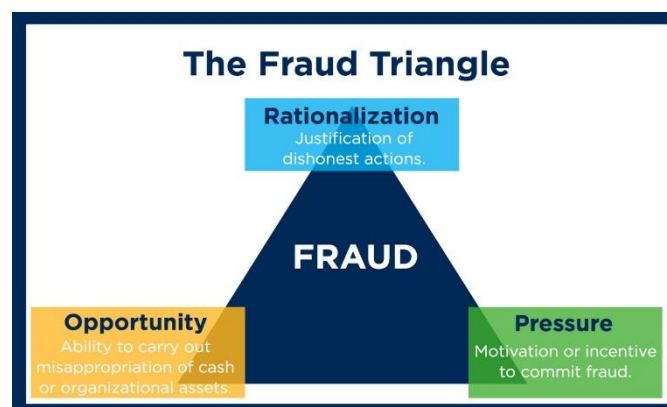 The Fraud Triangle
Rationalization
Justification of
dishonest actions.
FRAUD
Opportunity
Ability to carry out
misappropriation of cash
or organizational assets.
Pressure
Motivation or incentive
to commit fraud.